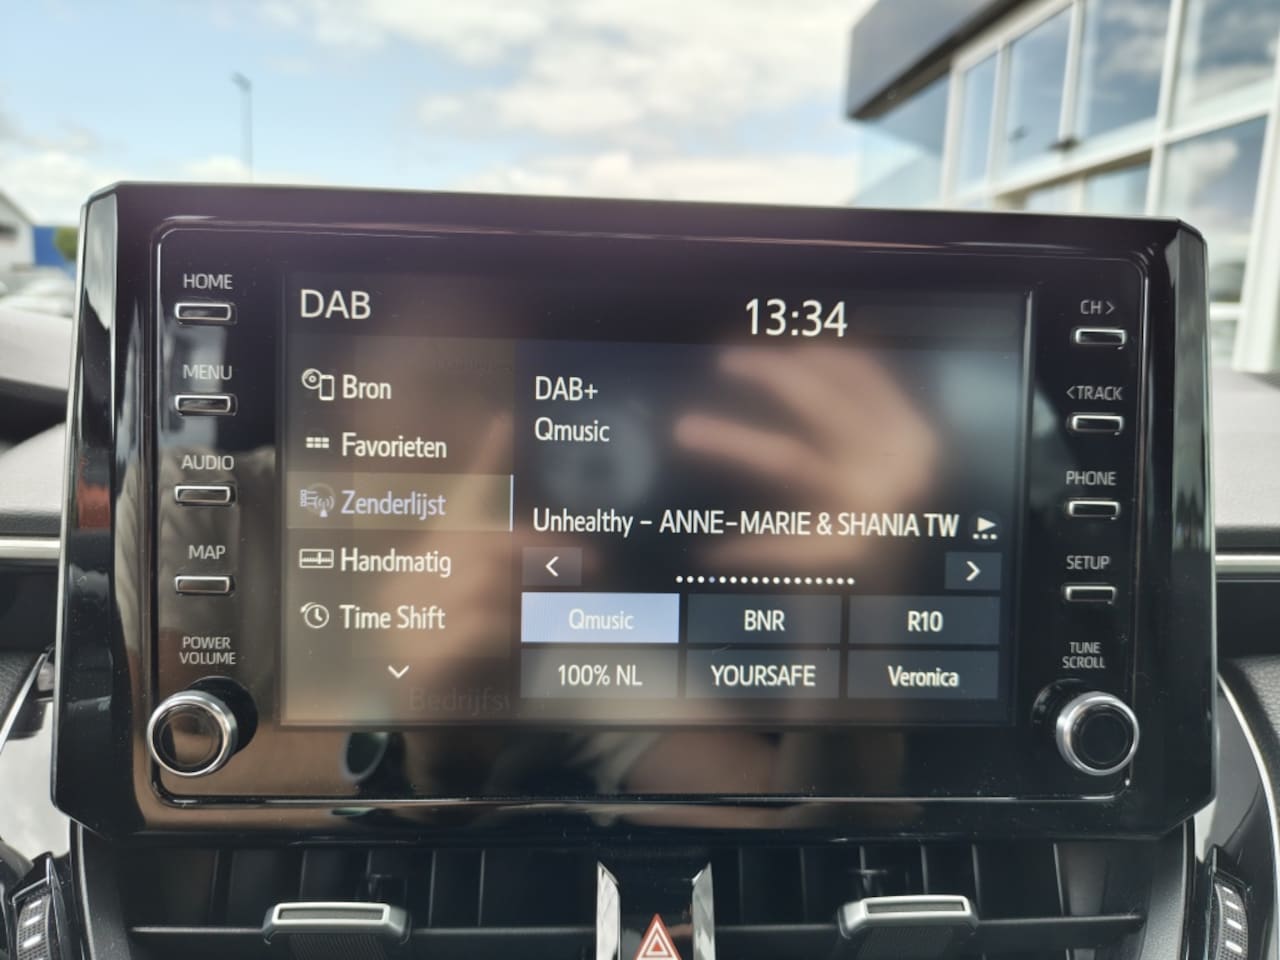 HOME
MENU
AUDIO
MAP
POWER
VOLUME
DAB
13:34
Bron
Favorieten
Zenderlijst
Handmatig
Time Shift
DAB+
Qmusic
Unhealthy - ANNE-MARIE & SHANIA TW
<
>
Qmusic
BNR
R10
100% NL
YOURSAFE
Veronica
CH >
<TRACK
PHONE
SETUP
TUNE
SCROLL